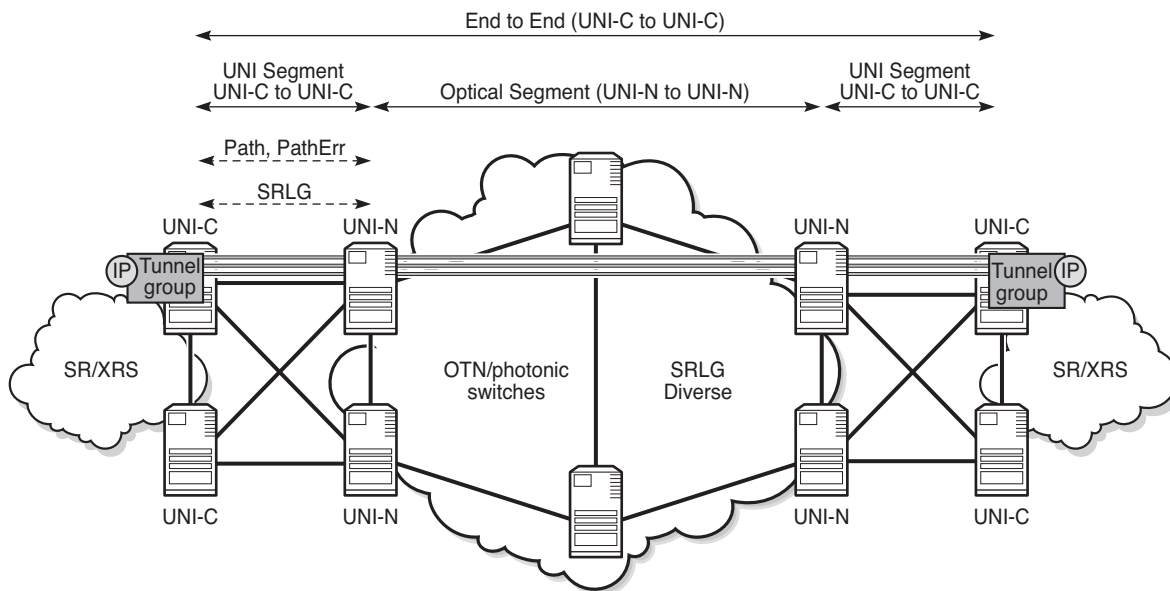 End to End (UNI-C to UNI-C)
UNI Segment
UNI-C to UNI-C
Optical Segment (UNI-N to UNI-N)
UNI Segment
UNI-C to UNI-C
Path, PathErr
SRLG
UNI-C
UNI-N
UNI-N
UNI-C
IP
Tunnel
group
Tunnel
group
IP
SR/XRS
OTN/photonic
switches
SRLG
Diverse
SR/XRS
UNI-C
UNI-N
UNI-N
UNI-C